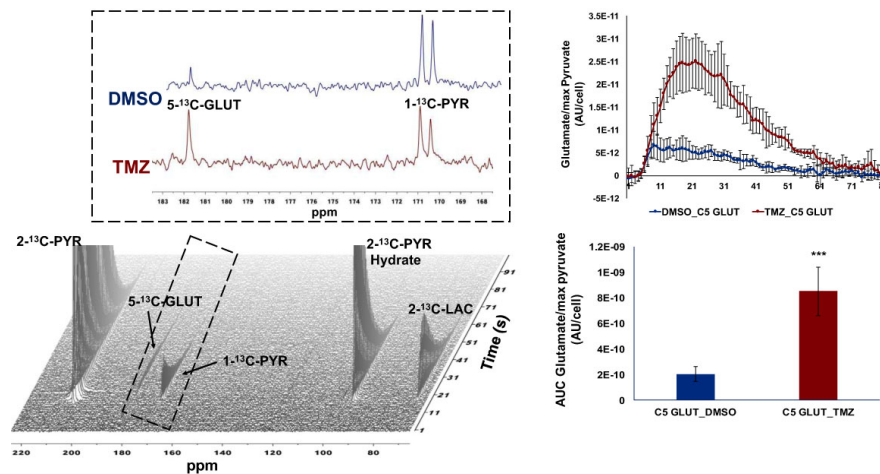 DMSO
5-¹³C-GLUT
1-¹³C-PYR
TMZ
183 182 181 180 179 178 177 176 175 174 173 172 171 170 169 168
ppm
2-¹³C-PYR
2-¹³C-PYR
Hydrate
5-¹³C-GLUT
2-¹³C-LAC
1-¹³C-PYR
91
81
71
61
51
41
31
21
11
1
Time (s)
220 200 180 160 140 120 100 80
ppm
Glutamate/max Pyruvate
(AU/cell)
3.5E-11
3E-11
2.5E-11
2E-11
1.5E-11
1E-11
5E-12
0
-5E-12
11 21 31 41 51 64 71
DMSO_C5 GLUT TMZ_C5 GLUT
AUC Glutamate/max pyruvate
(AU/cell)
1.2E-09
1E-09
8E-10
6E-10
4E-10
2E-10
0
***
C5 GLUT_DMSO C5 GLUT_TMZ